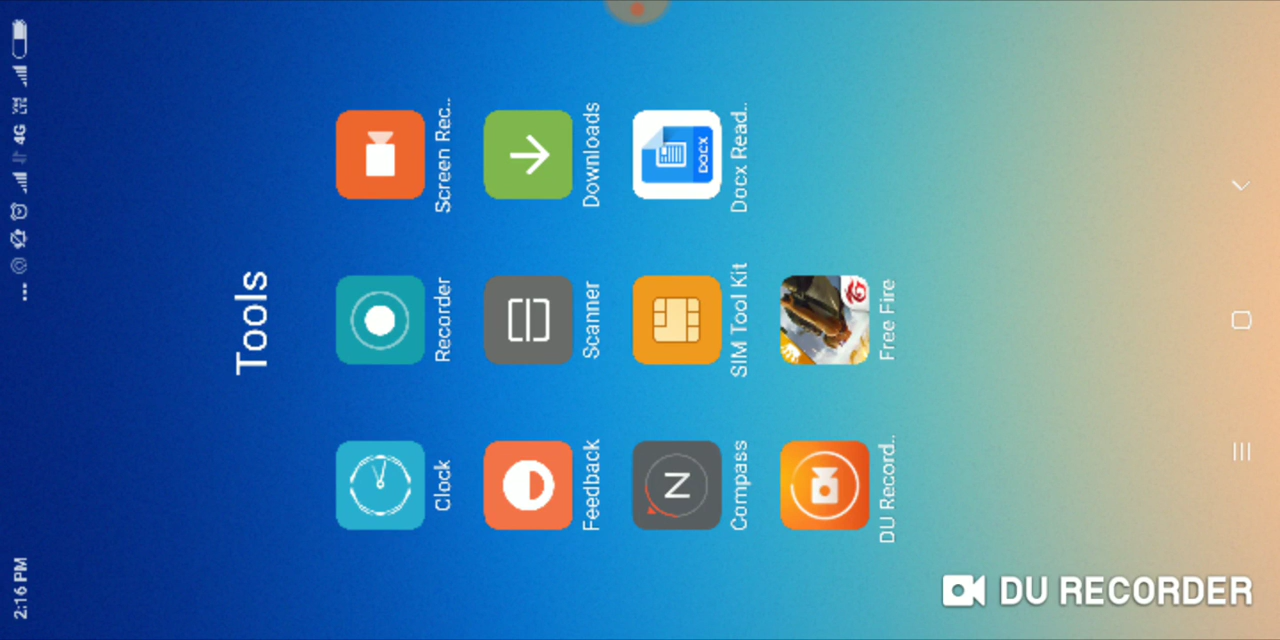 2:16 PM
... 4G
Tools
Clock
Recorder
Screen Rec..
Feedback
Scanner
Downloads
Compass
N
SIM Tool Kit
Docx Read..
DOCX
DU Record..
Free Fire
DU RECORDER